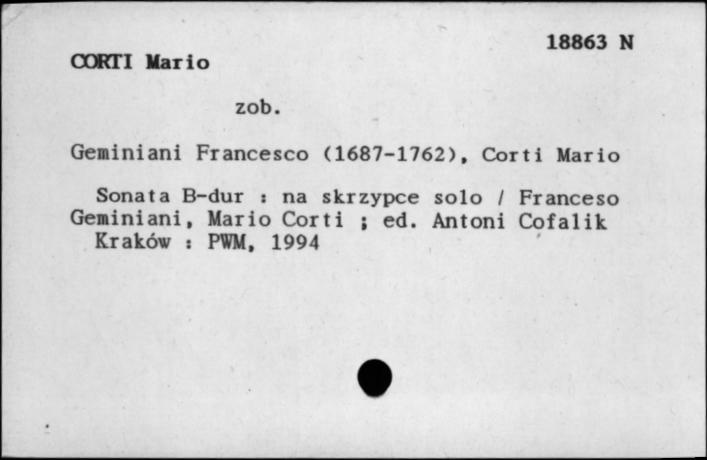 18863 N
CORTI Mario
zob.
Geminiani Francesco (1687-1762), Corti Mario
Sonata B-dur : na skrzypce solo / Franceso
Geminiani, Mario Corti ; ed. Antoni Cofalik
Kraków : PWM, 1994